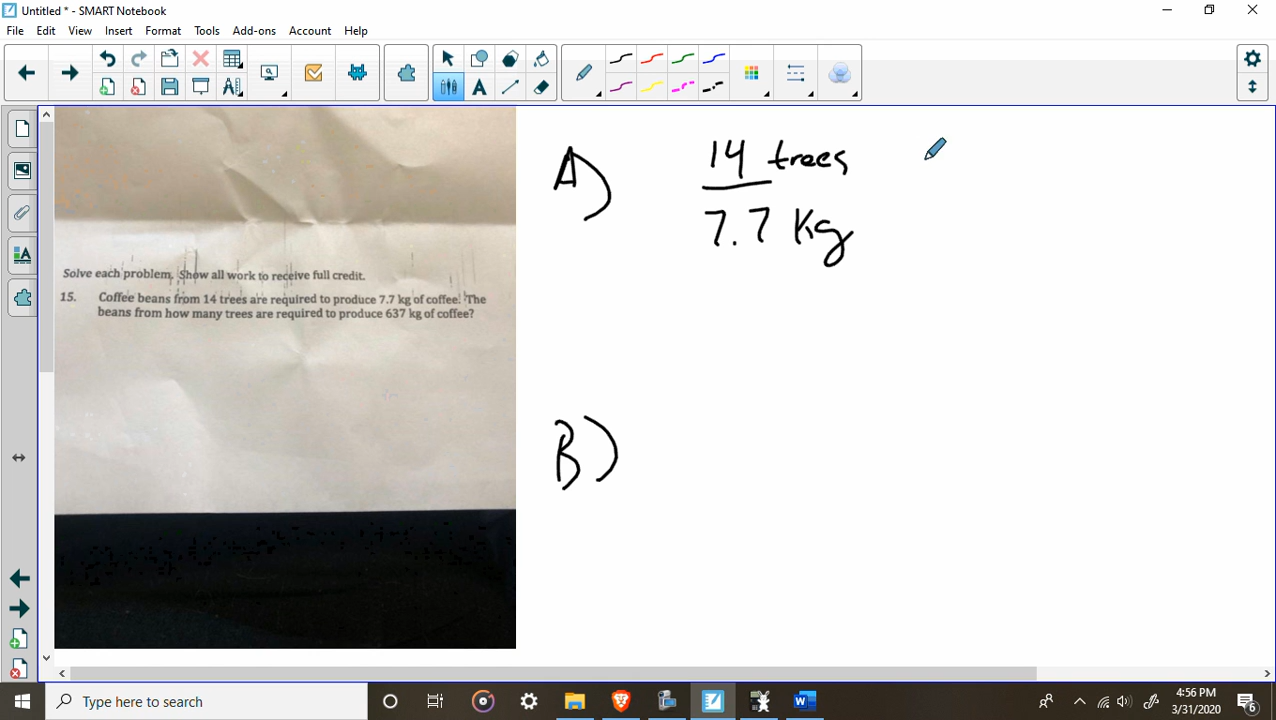 Untitled * - SMART Notebook
File Edit View Insert Format Tools Add-ons Account Help
Solve each problem. Show all work to receive full credit.
15. Coffee beans from 14 trees are required to produce 7.7 kg of coffee. The
beans from how many trees are required to produce 637 kg of coffee?
A)
14 trees
7.7 Kg
B)
Type here to search
4:56 PM
3/31/2020
6